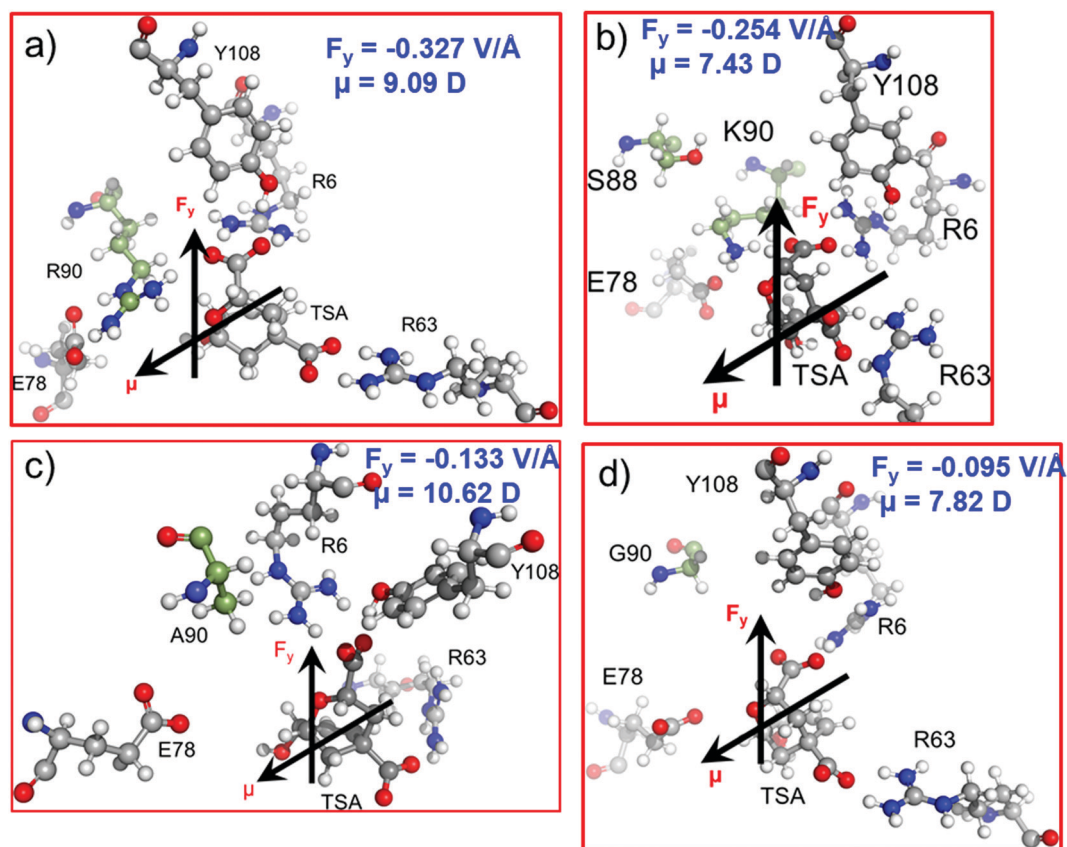 a)
F_y = -0.327 V/Å
μ = 9.09 D
Y108
R6
F_y
R90
TSA
R63
E78
μ
b)
F_y = -0.254 V/Å
μ = 7.43 D
Y108
K90
S88
F_y
R6
E78
TSA
R63
μ
c)
F_y = -0.133 V/Å
μ = 10.62 D
R6
Y108
A90
F_y
R63
E78
μ
TSA
d)
F_y = -0.095 V/Å
μ = 7.82 D
Y108
G90
F_y
R6
E78
R63
μ
TSA